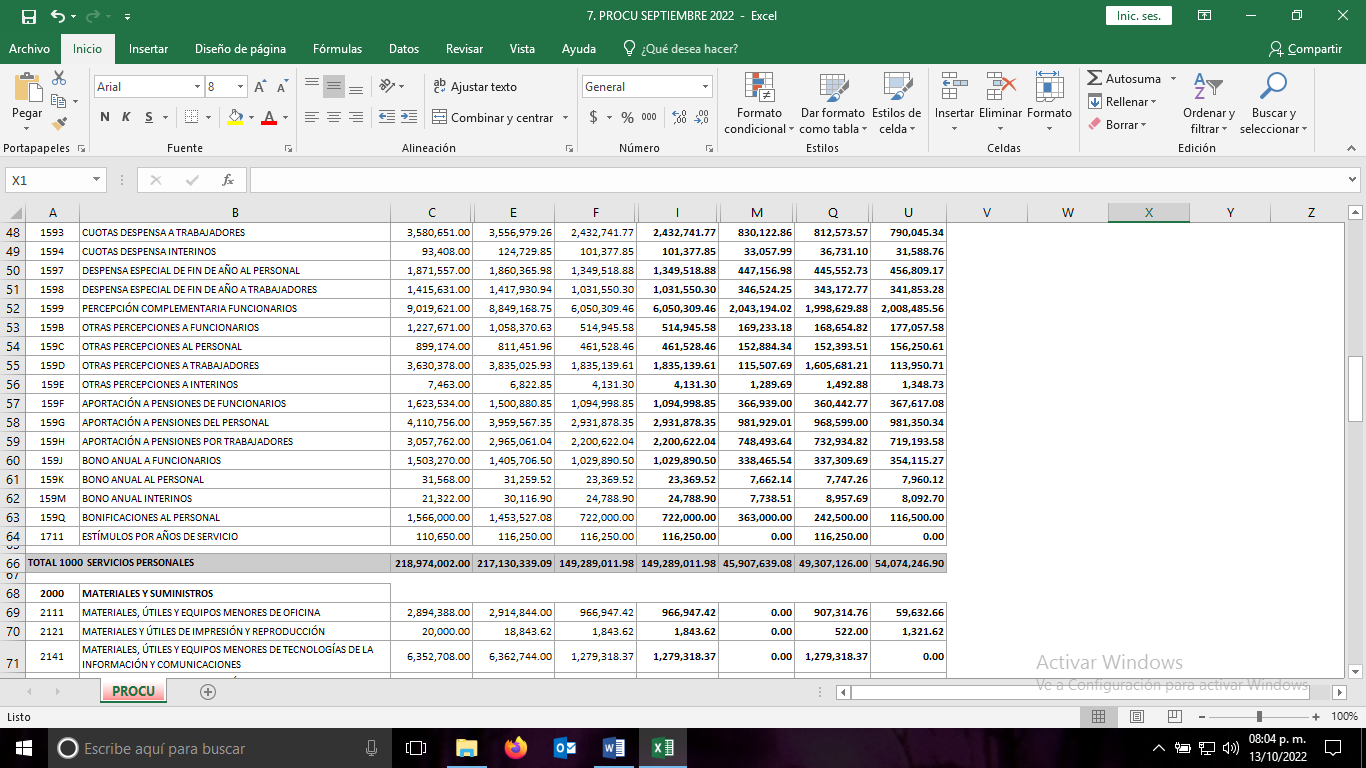 7. PROCU SEPTIEMBRE 2022 - Excel
Inic. ses.
Archivo Inicio Insertar Diseño de página Fórmulas Datos Revisar Vista Ayuda ¿Qué desea hacer? Compartir
Arial 8 A A ab Ajustar texto General Autosuma
Pegar N K S A Combinar y centrar $ % 000 Formato condicional Dar formato como tabla Estilos de celda Insertar Eliminar Formato Rellenar Borrar Ordenar y filtrar Buscar y seleccionar
Portapapeles Fuente Alineación Número Estilos Celdas Edición
X1 fx
A B C E F I M Q U V W X Y Z
48 1593 CUOTAS DESPENSA A TRABAJADORES 3,580,651.00 3,556,979.26 2,432,741.77 2,432,741.77 830,122.86 812,573.57 790,045.34
49 1594 CUOTAS DESPENSA INTERINOS 93,408.00 124,729.85 101,377.85 101,377.85 33,057.99 36,731.10 31,588.76
50 1597 DESPENSA ESPECIAL DE FIN DE AÑO AL PERSONAL 1,871,557.00 1,860,365.98 1,349,518.88 1,349,518.88 447,156.98 445,552.73 456,809.17
51 1598 DESPENSA ESPECIAL DE FIN DE AÑO A TRABAJADORES 1,415,631.00 1,417,930.94 1,031,550.30 1,031,550.30 346,524.25 343,172.77 341,853.28
52 1599 PERCEPCIÓN COMPLEMENTARIA FUNCIONARIOS 9,019,621.00 8,849,168.75 6,050,309.46 6,050,309.46 2,043,194.02 1,998,629.88 2,008,485.56
53 159B OTRAS PERCEPCIONES A FUNCIONARIOS 1,227,671.00 1,058,370.63 514,945.58 514,945.58 169,233.18 168,654.82 177,057.58
54 159C OTRAS PERCEPCIONES AL PERSONAL 899,174.00 811,451.96 461,528.46 461,528.46 152,884.34 152,393.51 156,250.61
55 159D OTRAS PERCEPCIONES A TRABAJADORES 3,630,378.00 3,835,025.93 1,835,139.61 1,835,139.61 115,507.69 1,605,681.21 113,950.71
56 159E OTRAS PERCEPCIONES A INTERINOS 7,463.00 6,822.85 4,131.30 4,131.30 1,289.69 1,492.88 1,348.73
57 159F APORTACIÓN A PENSIONES DE FUNCIONARIOS 1,623,534.00 1,500,880.85 1,094,998.85 1,094,998.85 366,939.00 360,442.77 367,617.08
58 159G APORTACIÓN A PENSIONES DEL PERSONAL 4,110,756.00 3,959,567.35 2,931,878.35 2,931,878.35 981,929.01 968,599.00 981,350.34
59 159H APORTACIÓN A PENSIONES POR TRABAJADORES 3,057,762.00 2,965,061.04 2,200,622.04 2,200,622.04 748,493.64 732,934.82 719,193.58
60 159J BONO ANUAL A FUNCIONARIOS 1,503,270.00 1,405,706.50 1,029,890.50 1,029,890.50 338,465.54 337,309.69 354,115.27
61 159K BONO ANUAL AL PERSONAL 31,568.00 31,259.52 23,369.52 23,369.52 7,662.14 7,747.26 7,960.12
62 159M BONO ANUAL INTERINOS 21,322.00 30,116.90 24,788.90 24,788.90 7,738.51 8,957.69 8,092.70
63 159Q BONIFICACIONES AL PERSONAL 1,566,000.00 1,453,527.08 722,000.00 722,000.00 363,000.00 242,500.00 116,500.00
64 1711 ESTÍMULOS POR AÑOS DE SERVICIO 110,650.00 116,250.00 116,250.00 116,250.00 0.00 116,250.00 0.00
66 TOTAL 1000 SERVICIOS PERSONALES 218,974,002.00 217,130,339.09 149,289,011.98 149,289,011.98 45,907,639.08 49,307,126.00 54,074,246.90
67
68 2000 MATERIALES Y SUMINISTROS
69 2111 MATERIALES, ÚTILES Y EQUIPOS MENORES DE OFICINA 2,894,388.00 2,914,844.00 966,947.42 966,947.42 0.00 907,314.76 59,632.66
70 2121 MATERIALES Y ÚTILES DE IMPRESIÓN Y REPRODUCCIÓN 20,000.00 18,843.62 1,843.62 1,843.62 0.00 522.00 1,321.62
71 2141 MATERIALES, ÚTILES Y EQUIPOS MENORES DE TECNOLOGÍAS DE LA
INFORMACIÓN Y COMUNICACIONES 6,352,708.00 6,362,744.00 1,279,318.37 1,279,318.37 0.00 1,279,318.37 0.00
Activar Windows
Ve a Configuración para activar Windows.
PROCU
Listo 100%
Escribe aquí para buscar
08:04 p. m.
13/10/2022